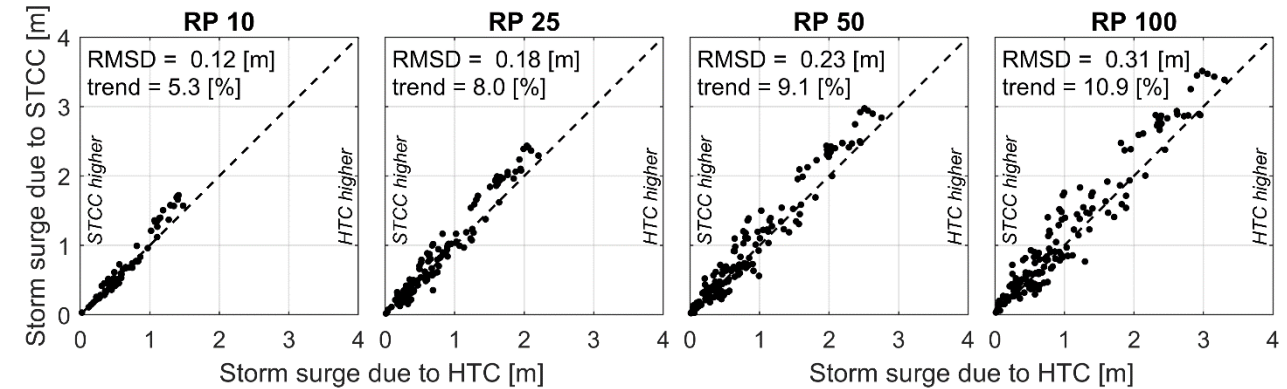 RP 10
RP 25
RP 50
RP 100
Storm surge due to STCC [m]
4
3
2
1
0
RMSD = 0.12 [m]
trend = 5.3 [%]
STCC higher
HTC higher
0 1 2 3 4
RMSD = 0.18 [m]
trend = 8.0 [%]
STCC higher
HTC higher
0 1 2 3 4
RMSD = 0.23 [m]
trend = 9.1 [%]
STCC higher
HTC higher
0 1 2 3 4
RMSD = 0.31 [m]
trend = 10.9 [%]
STCC higher
HTC higher
0 1 2 3 4
Storm surge due to HTC [m]
Storm surge due to HTC [m]